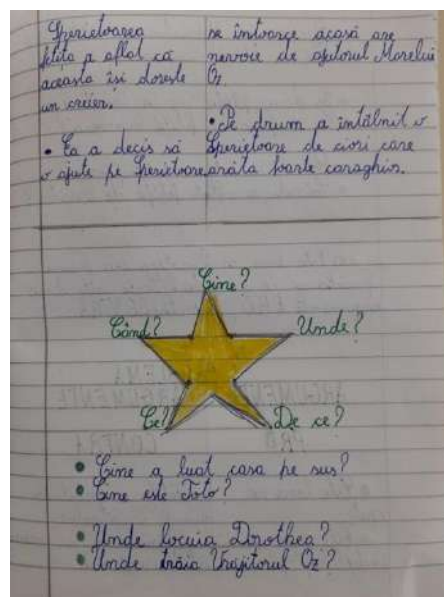 Sperietoarea
fetița a aflat că
aceasta își dorește
un creier.
• Ea a decis să
o ajute pe Sperietoare
se întoarce acasă are
nevoie de ajutorul Marelui
Oz.
• Pe drum a întâlnit o
Sperietoare de ciori care
arăta foarte caraghios.
Cine?
Când?
Unde?
Ce?
De ce?
• Cine a luat casa pe sus?
• Cine este Toto?
• Unde locuia Dorothea?
• Unde trăia Vrajitorul Oz?